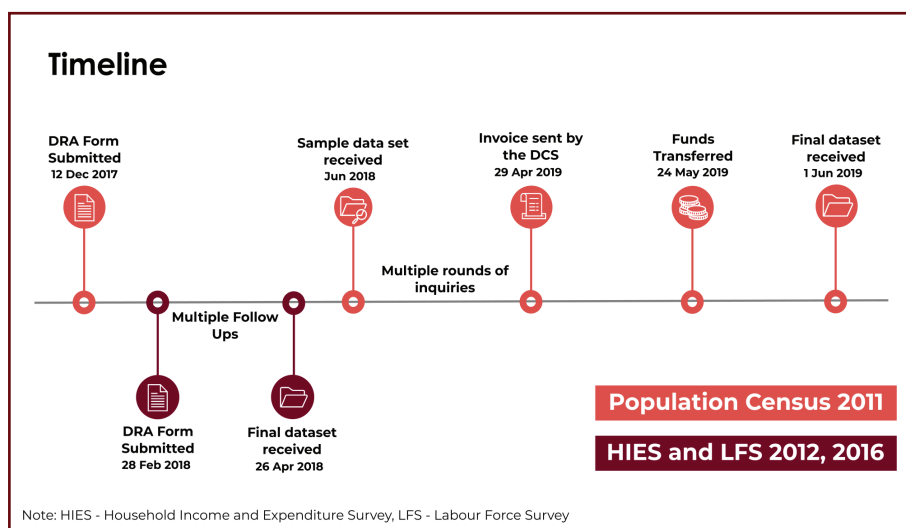 Timeline
DRA Form
Submitted
12 Dec 2017
Sample data set
received
Jun 2018
Invoice sent by
the DCS
29 Apr 2019
Funds
Transferred
24 May 2019
Final dataset
received
1 Jun 2019
Multiple rounds of
inquiries
Multiple Follow
Ups
DRA Form
Submitted
28 Feb 2018
Final dataset
received
26 Apr 2018
Population Census 2011
HIES and LFS 2012, 2016
Note: HIES - Household Income and Expenditure Survey, LFS - Labour Force Survey